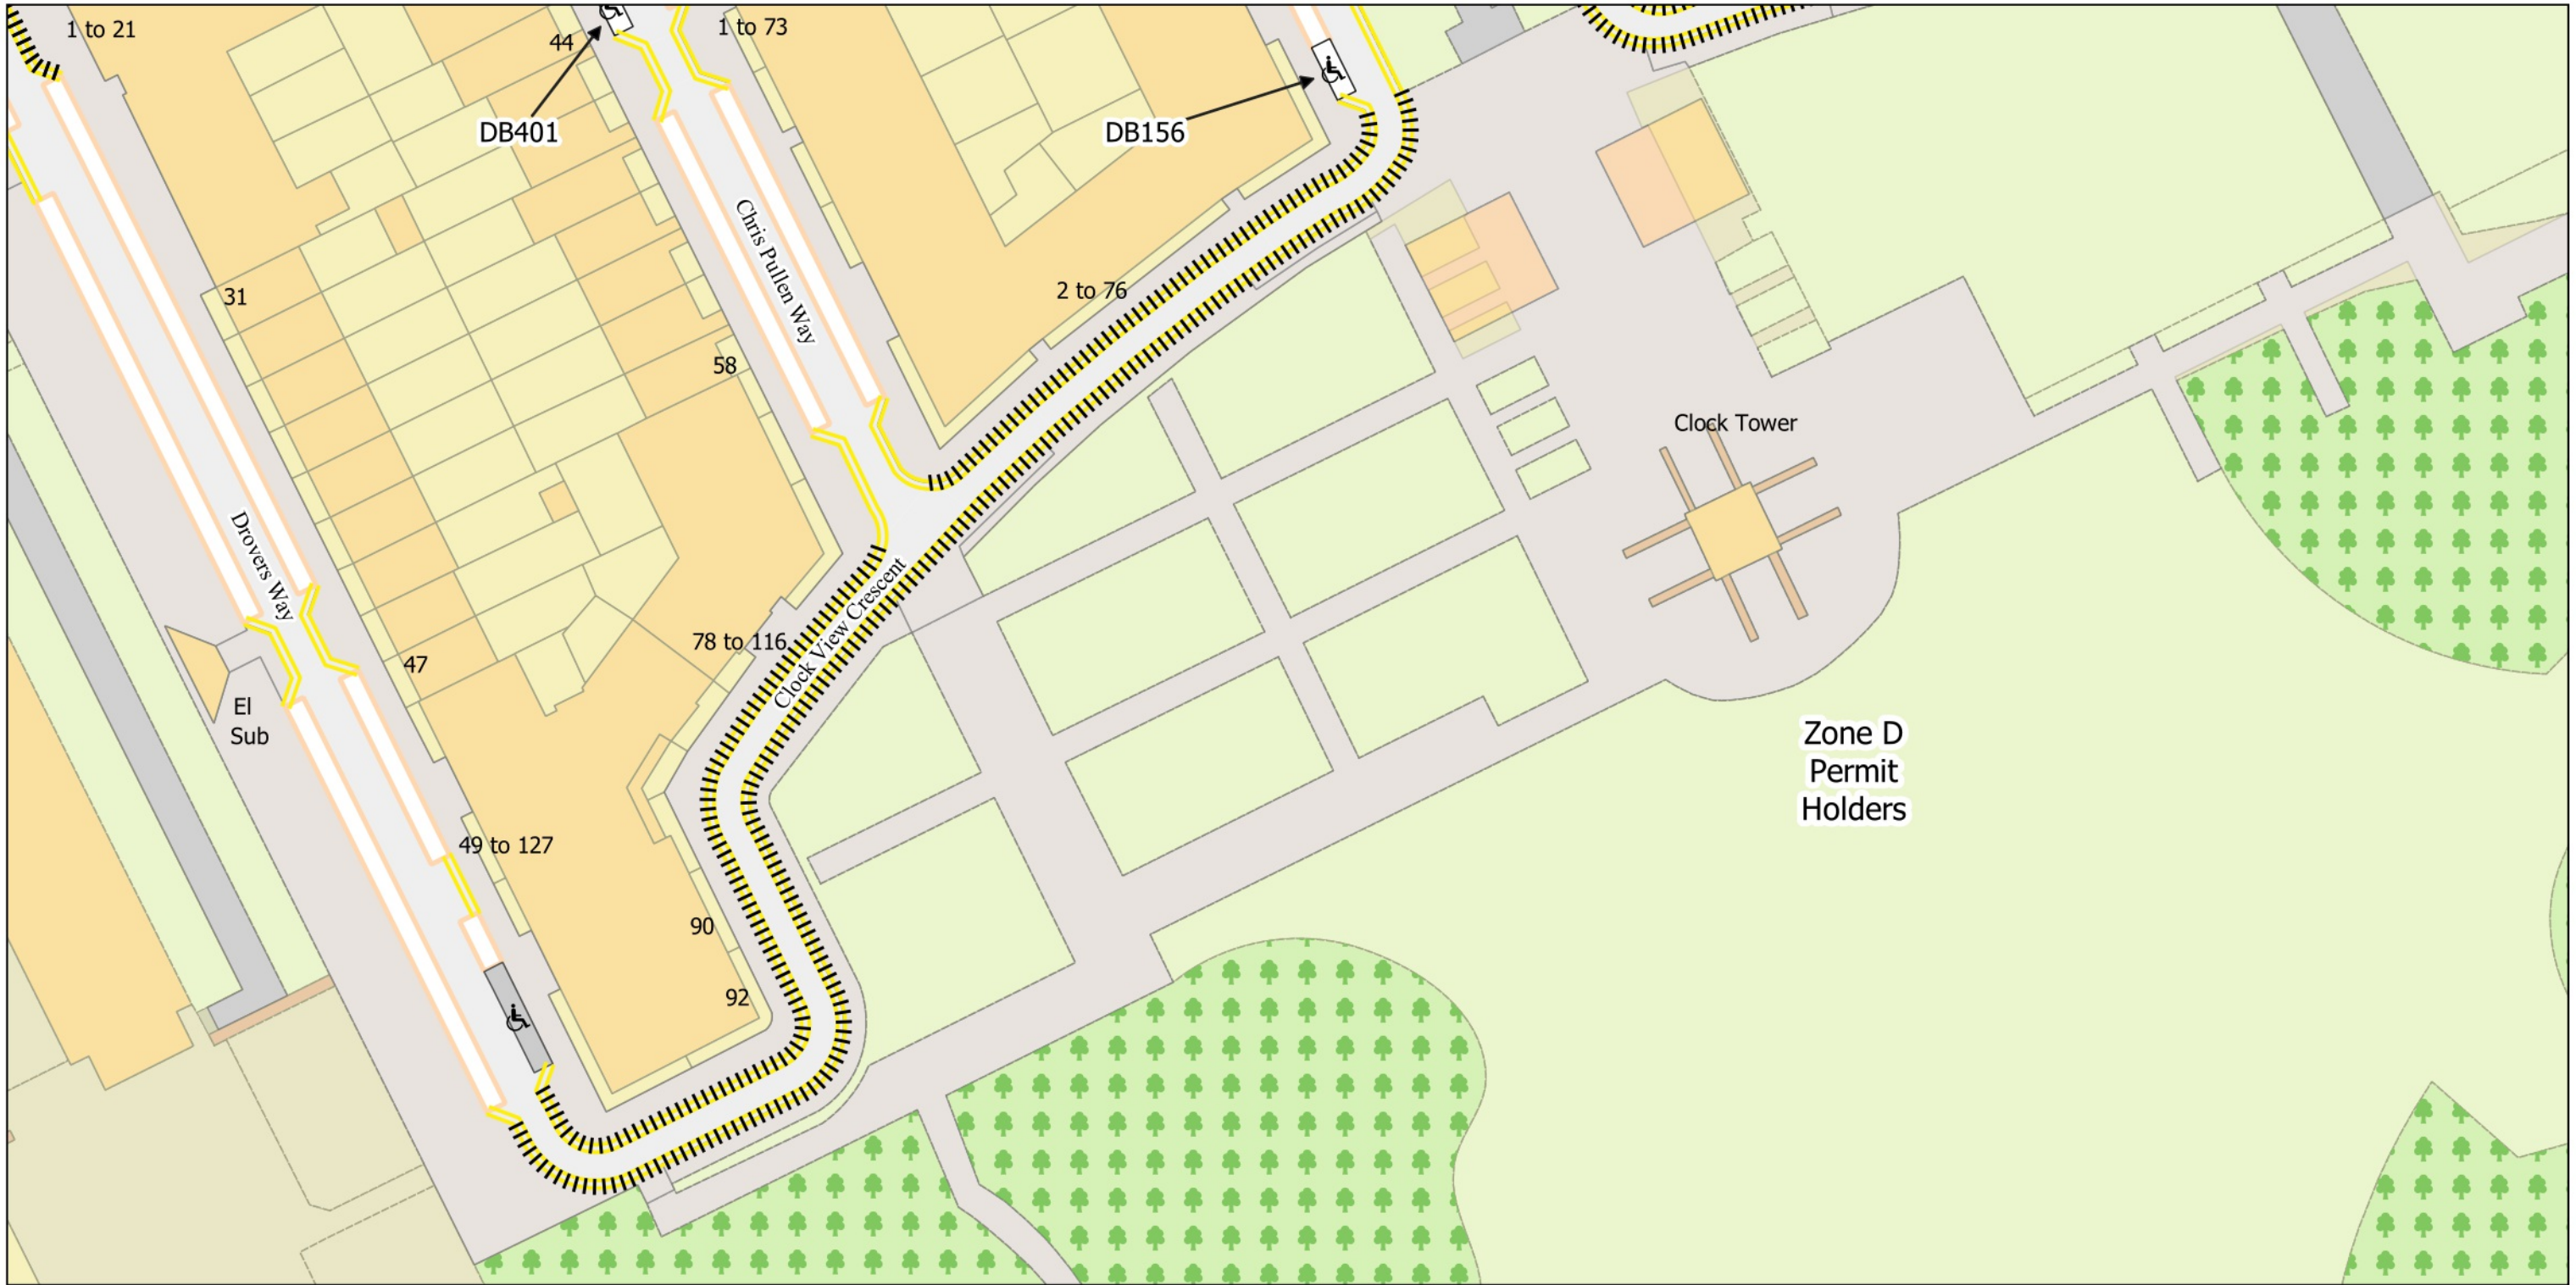 1 to 21
44
1 to 73
DB401
DB156
31
Chris Pullen Way
2 to 76
58
Clock Tower
Drovers Way
Clock View Crescent
78 to 116
47
El
Sub
Zone D
Permit
Holders
49 to 127
90
92